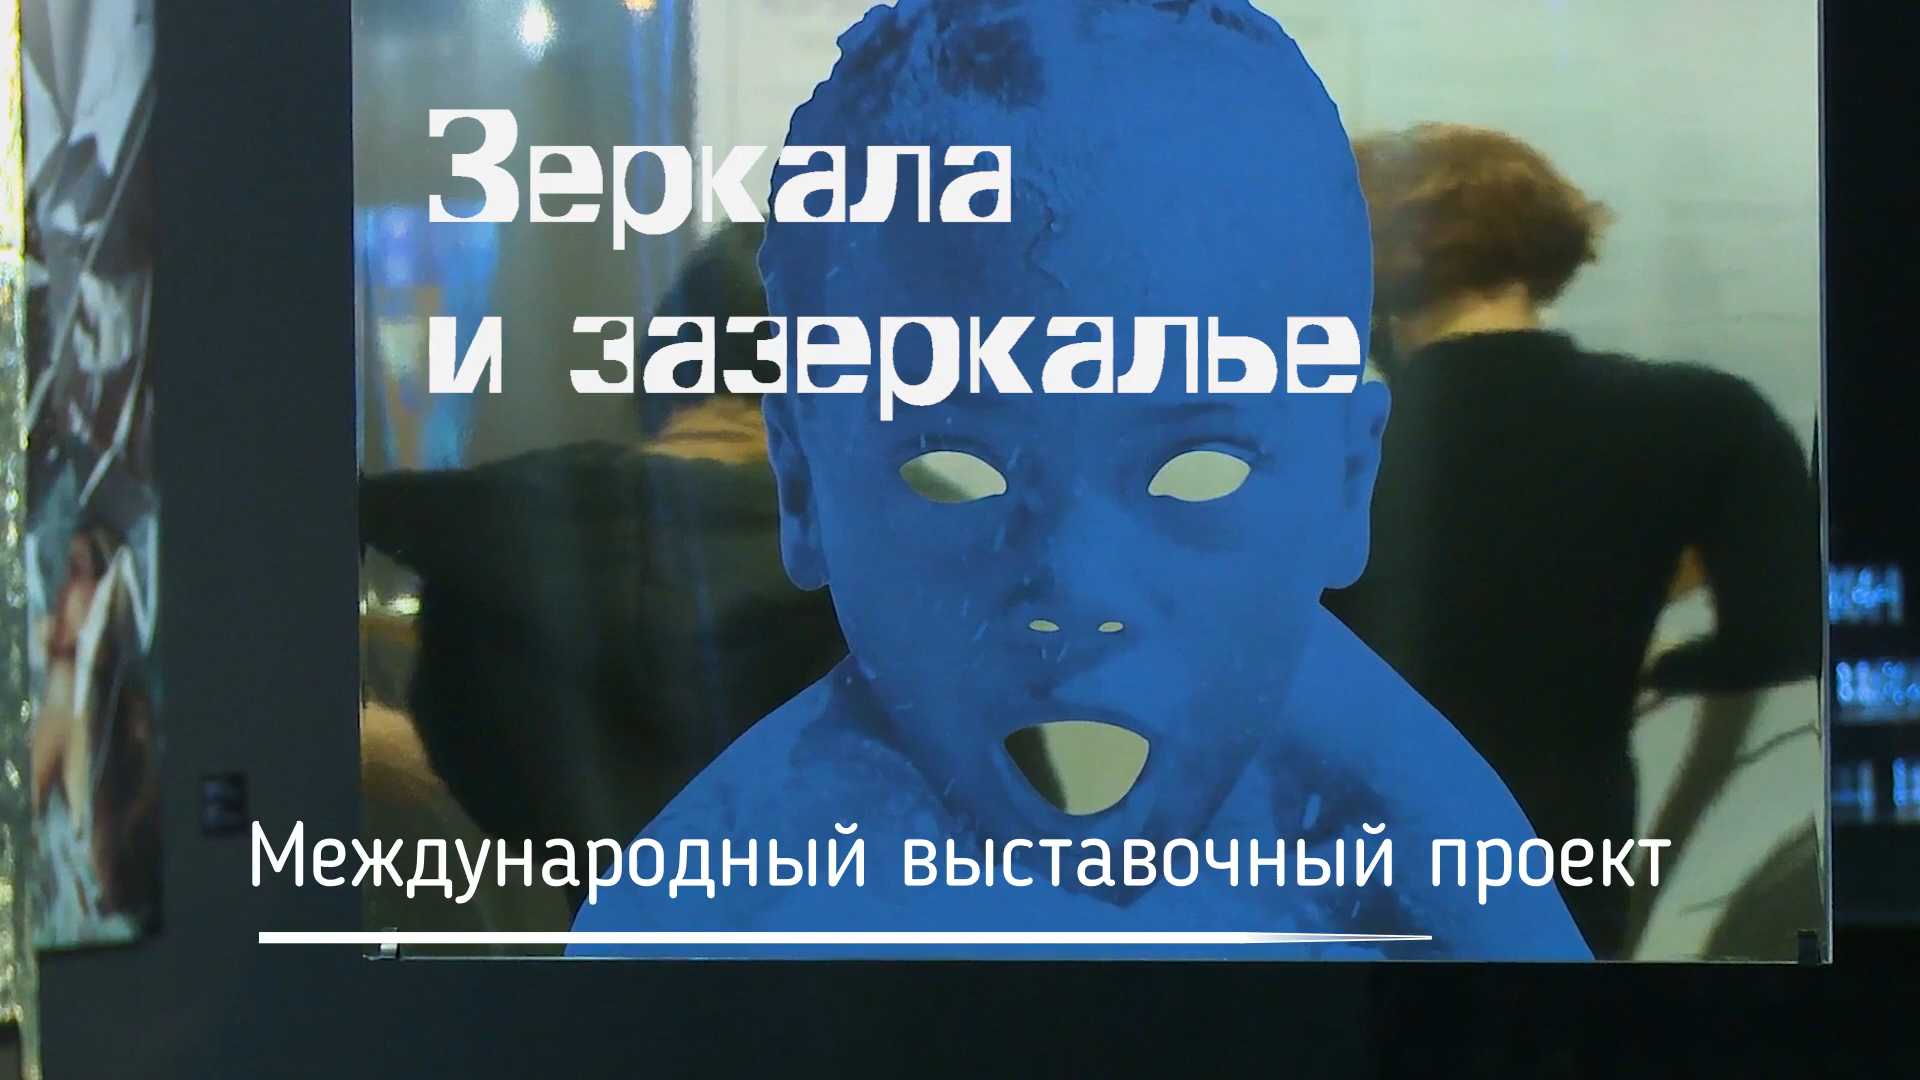 Зеркала
и зазеркалье
Международный выставочный проект